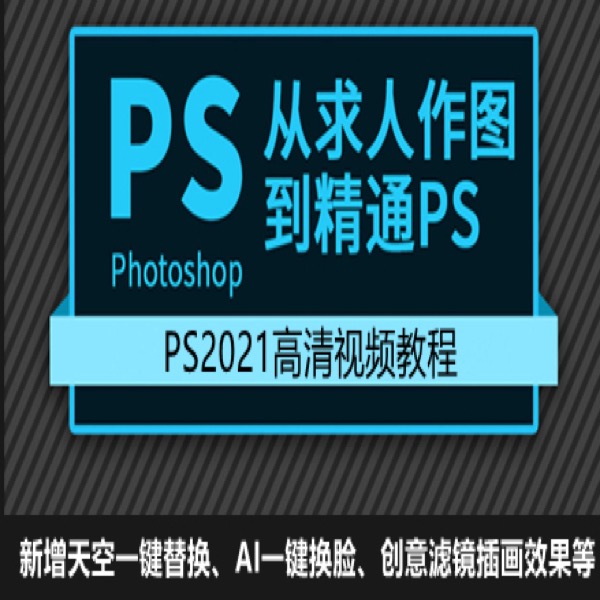 PS
Photoshop
从求人作图
到精通PS
PS2021高清视频教程
新增天空一键替换、AI一键换脸、创意滤镜插画效果等